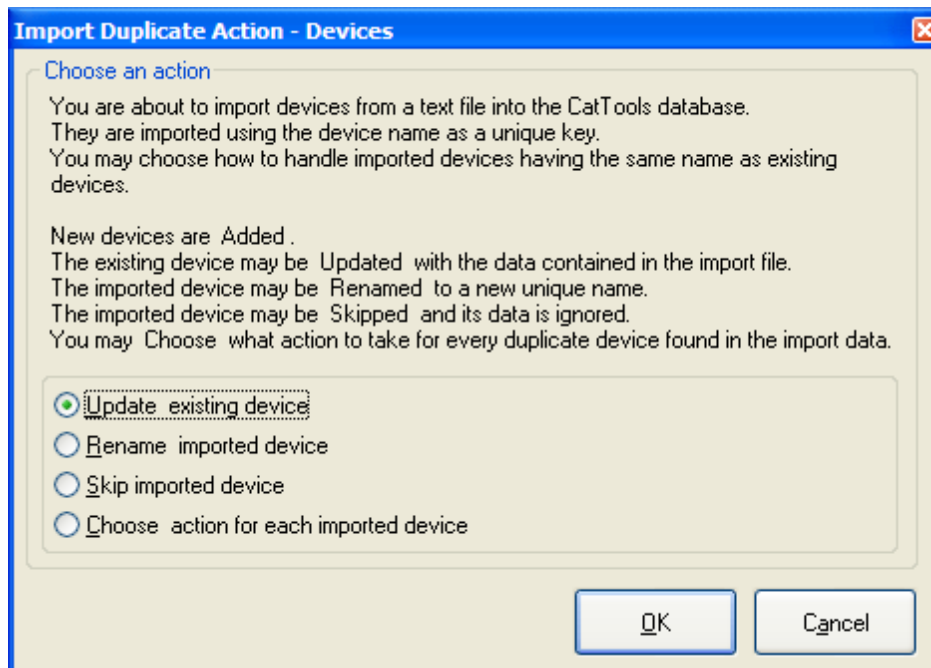 Import Duplicate Action - Devices
Choose an action
You are about to import devices from a text file into the CatTools database.
They are imported using the device name as a unique key.
You may choose how to handle imported devices having the same name as existing
devices.
New devices are Added .
The existing device may be Updated with the data contained in the import file.
The imported device may be Renamed to a new unique name.
The imported device may be Skipped and its data is ignored.
You may Choose what action to take for every duplicate device found in the import data.
Update existing device
Rename imported device
Skip imported device
Choose action for each imported device
OK
Cancel